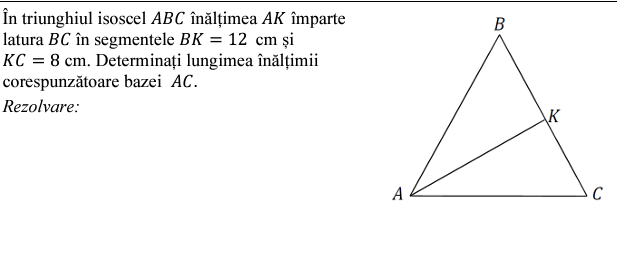 În triunghiul isoscel ABC înălțimea AK împarte
latura BC în segmentele BK = 12 cm și
KC = 8 cm. Determinați lungimea înălțimii
corespunzătoare bazei AC.
Rezolvare:
B
K
A
C